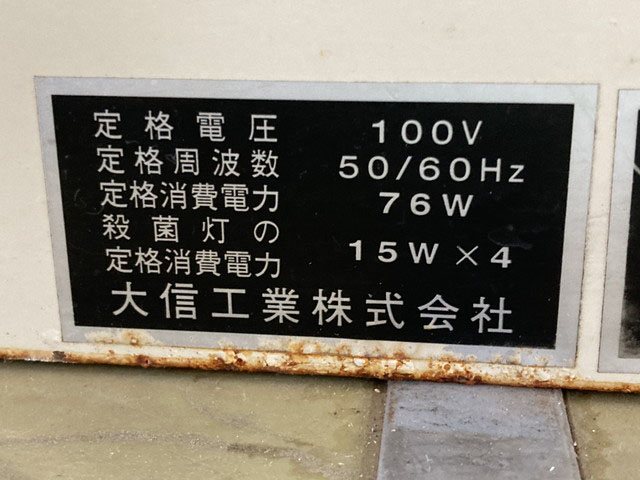 定格電圧 100V
定格周波数 50/60Hz
定格消費電力 76W
殺菌灯の
定格消費電力 15W×4
大信工業株式会社